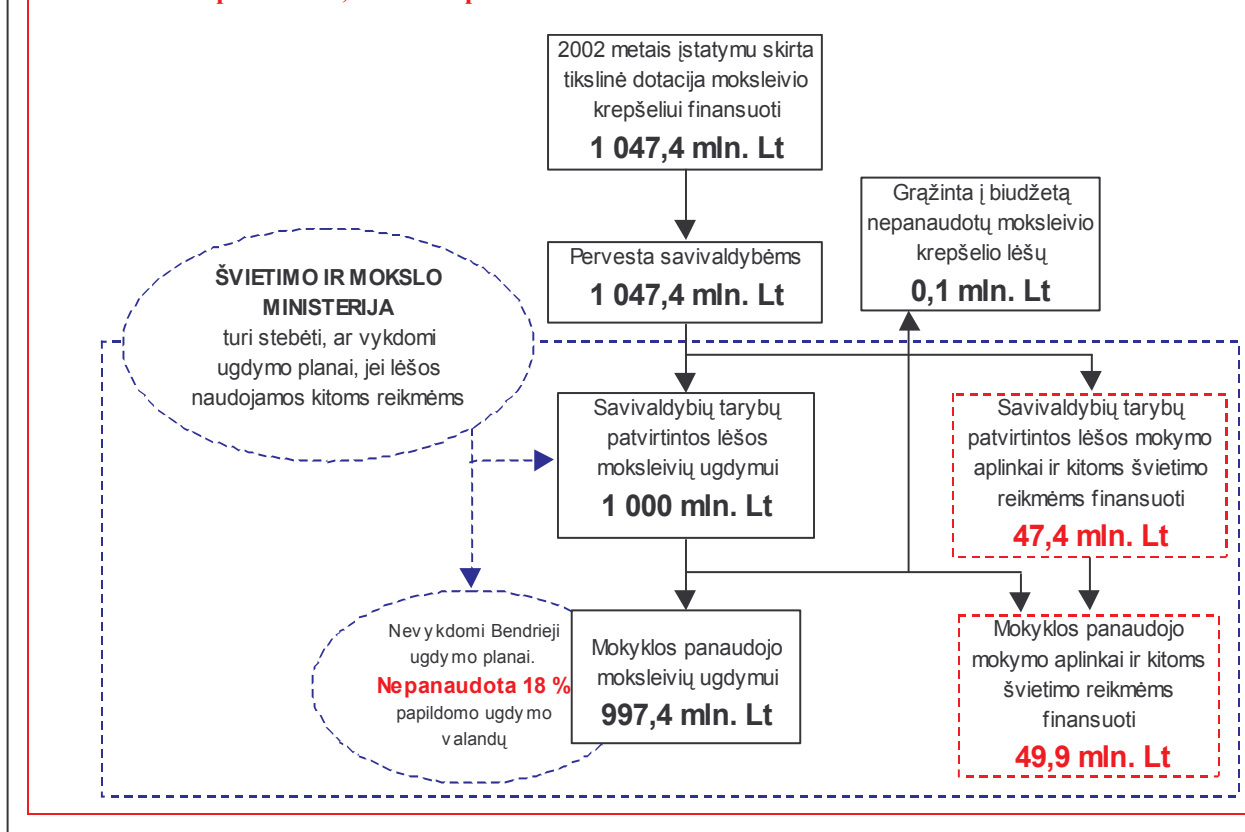 2002 metais įstatymu skirta
tikslinė dotacija moksleivio
krepšeliui finansuoti
1 047,4 mln. Lt
Grąžinta į biudžetą
nepanaudotų moksleivio
krepšelio lėšų
0,1 mln. Lt
Pervesta savivaldybėms
1 047,4 mln. Lt
ŠVIETIMO IR MOKSLO
MINISTERIJA
turi stebėti, ar vykdomi
ugdymo planai, jei lėšos
naudojamos kitoms reikmėms
Savivaldybių tarybų
patvirtintos lėšos
moksleivių ugdymui
1 000 mln. Lt
Savivaldybių tarybų
patvirtintos lėšos mokymo
aplinkai ir kitoms švietimo
reikmėms finansuoti
47,4 mln. Lt
Nevykdomi Bendrieji
ugdymo planai.
Nepanaudota 18 %
papildomo ugdymo
valandų
Mokyklos panaudojo
moksleivių ugdymui
997,4 mln. Lt
Mokyklos panaudojo
mokymo aplinkai ir kitoms
švietimo reikmėms
finansuoti
49,9 mln. Lt